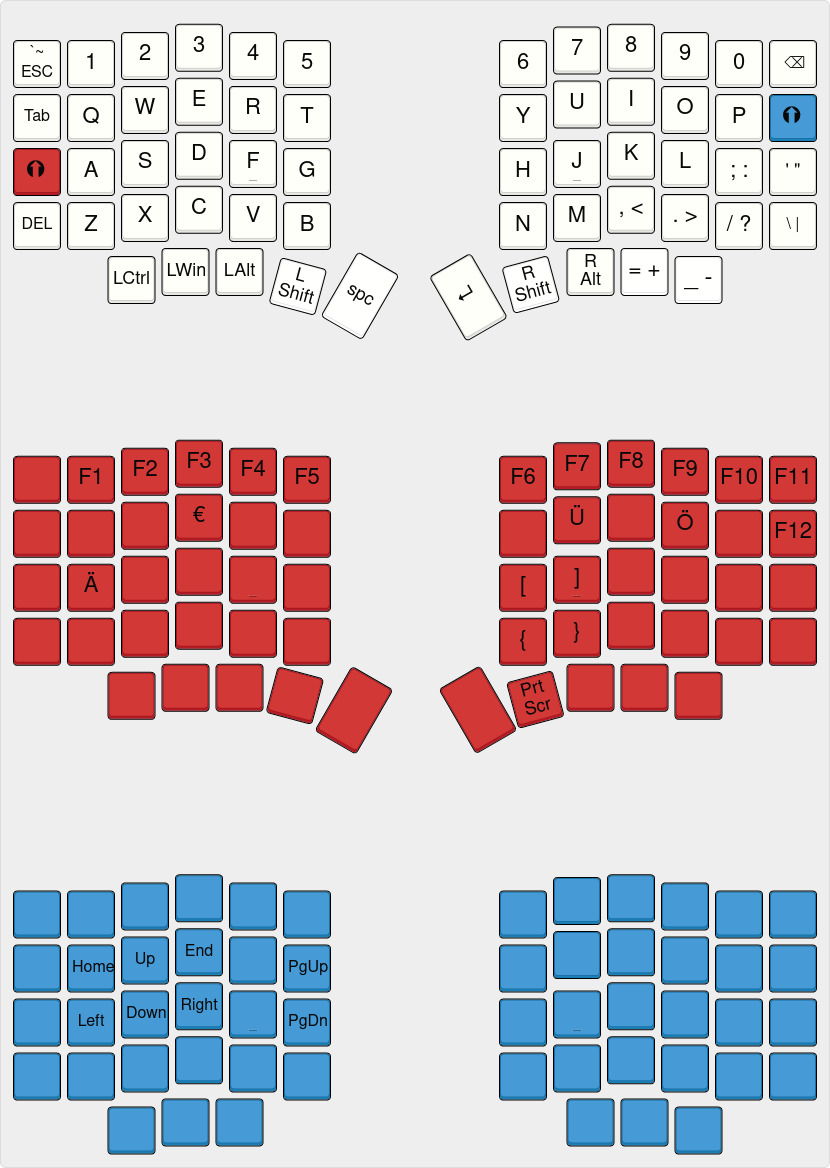 `~
ESC 1 2 3 4 5 6 7 8 9 0 ⌫
Tab Q W E R T Y U I O P
A S D F _ G H J _ K L ; : ' "
DEL Z X C V B N M , < . > / ? \ |
LCtrl LWin LAlt L
Shift spc ↵ R
Shift R
Alt = + _ -
F1 F2 F3 F4 F5 F6 F7 F8 F9 F10 F11
€ Ü Ö F12
Ä _ [ ] _
{ }
Prt
Scr
Home Up End PgUp
Left Down Right _ PgDn _